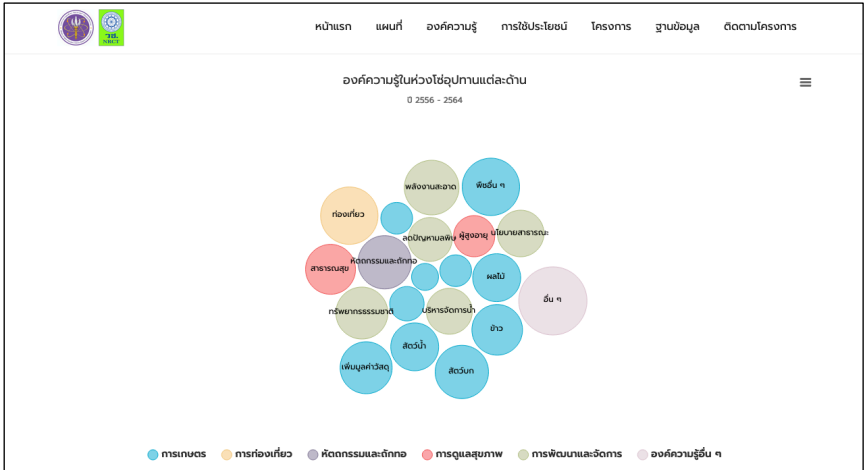 วช.
NRCT
หน้าแรก แผนที่ องค์ความรู้ การใช้ประโยชน์ โครงการ ฐานข้อมูล ติดตามโครงการ
องค์ความรู้ในห่วงโซ่อุปทานแต่ละด้าน
ปี 2556 - 2564
พลังงานสะอาด
พืชอื่น ๆ
ท่องเที่ยว
ลดปัญหามลพิษ
ผู้สูงอายุ
นโยบายสาธารณะ
สาธารณสุข
หัตถกรรมและถักทอ
ผลไม้
อื่น ๆ
ทรัพยากรธรรมชาติ
บริหารจัดการน้ำ
ข้าว
สัตว์น้ำ
เพิ่มมูลค่าวัสดุ
สัตว์บก
การเกษตร การท่องเที่ยว หัตถกรรมและถักทอ การดูแลสุขภาพ การพัฒนาและจัดการ องค์ความรู้อื่น ๆ